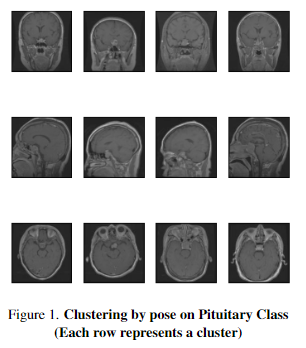 Figure 1. Clustering by pose on Pituitary Class
(Each row represents a cluster)